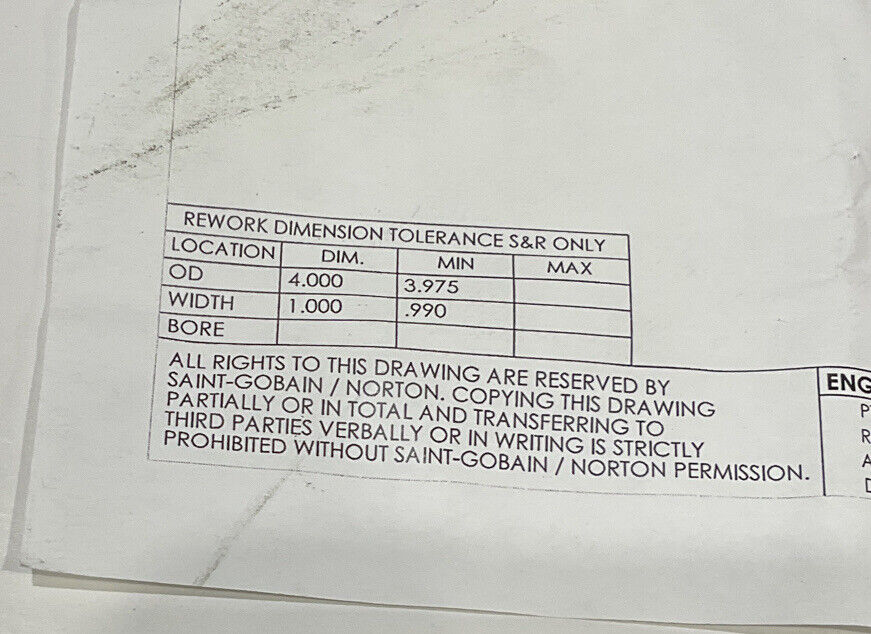 REWORK DIMENSION TOLERANCE S&R ONLY
LOCATION DIM. MIN MAX
OD 4.000 3.975
WIDTH 1.000 .990
BORE
ALL RIGHTS TO THIS DRAWING ARE RESERVED BY
SAINT-GOBAIN / NORTON. COPYING THIS DRAWING
PARTIALLY OR IN TOTAL AND TRANSFERRING TO
THIRD PARTIES VERBALLY OR IN WRITING IS STRICTLY
PROHIBITED WITHOUT SAINT-GOBAIN / NORTON PERMISSION.
ENG